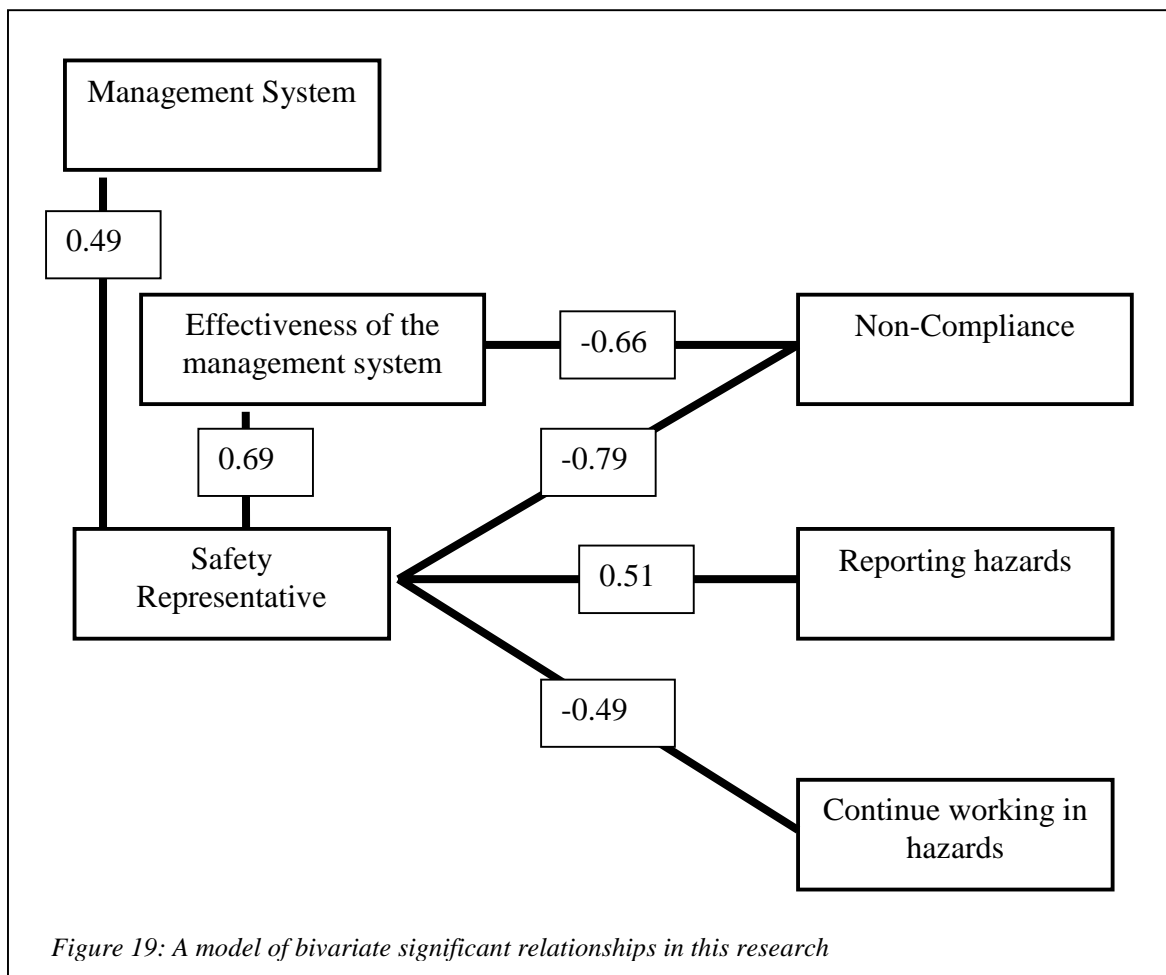 Management System
0.49
Effectiveness of the
management system
-0.66
Non-Compliance
0.69
-0.79
Safety
Representative
0.51
Reporting hazards
-0.49
Continue working in
hazards
Figure 19: A model of bivariate significant relationships in this research